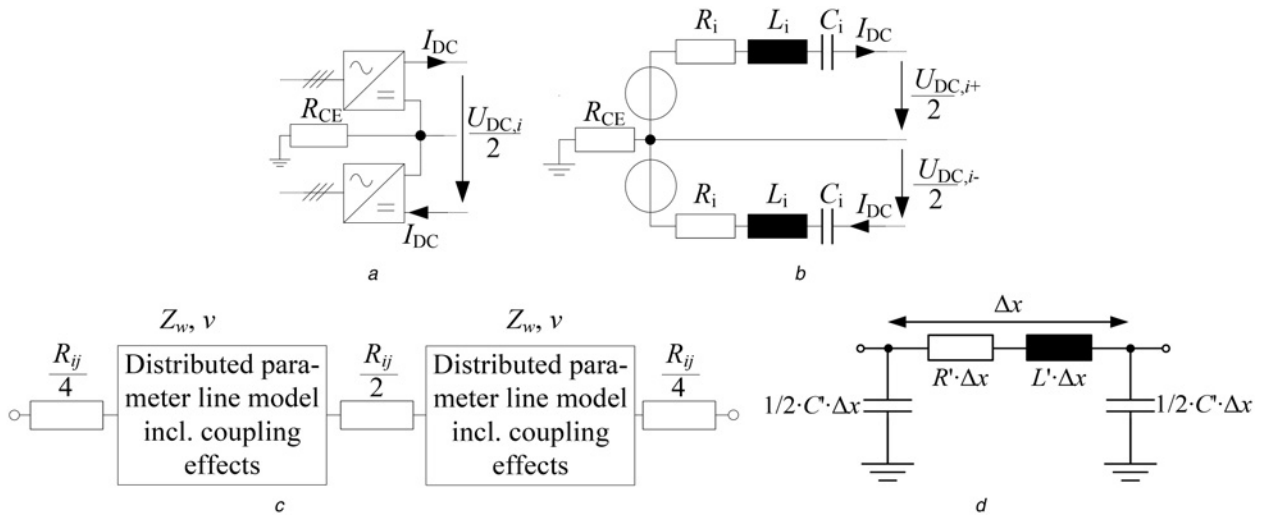 I_DC
R_CE
U_DC,i
2
I_DC
a
R_i L_i C_i I_DC
U_DC,i+
2
R_CE
U_DC,i-
2
R_i L_i C_i I_DC
b
Z_w, v
Z_w, v
R_ij
4
Distributed para-
meter line model
incl. coupling
effects
R_ij
2
Distributed para-
meter line model
incl. coupling
effects
R_ij
4
c
Δx
R'·Δx
L'·Δx
1/2·C'·Δx
1/2·C'·Δx
d